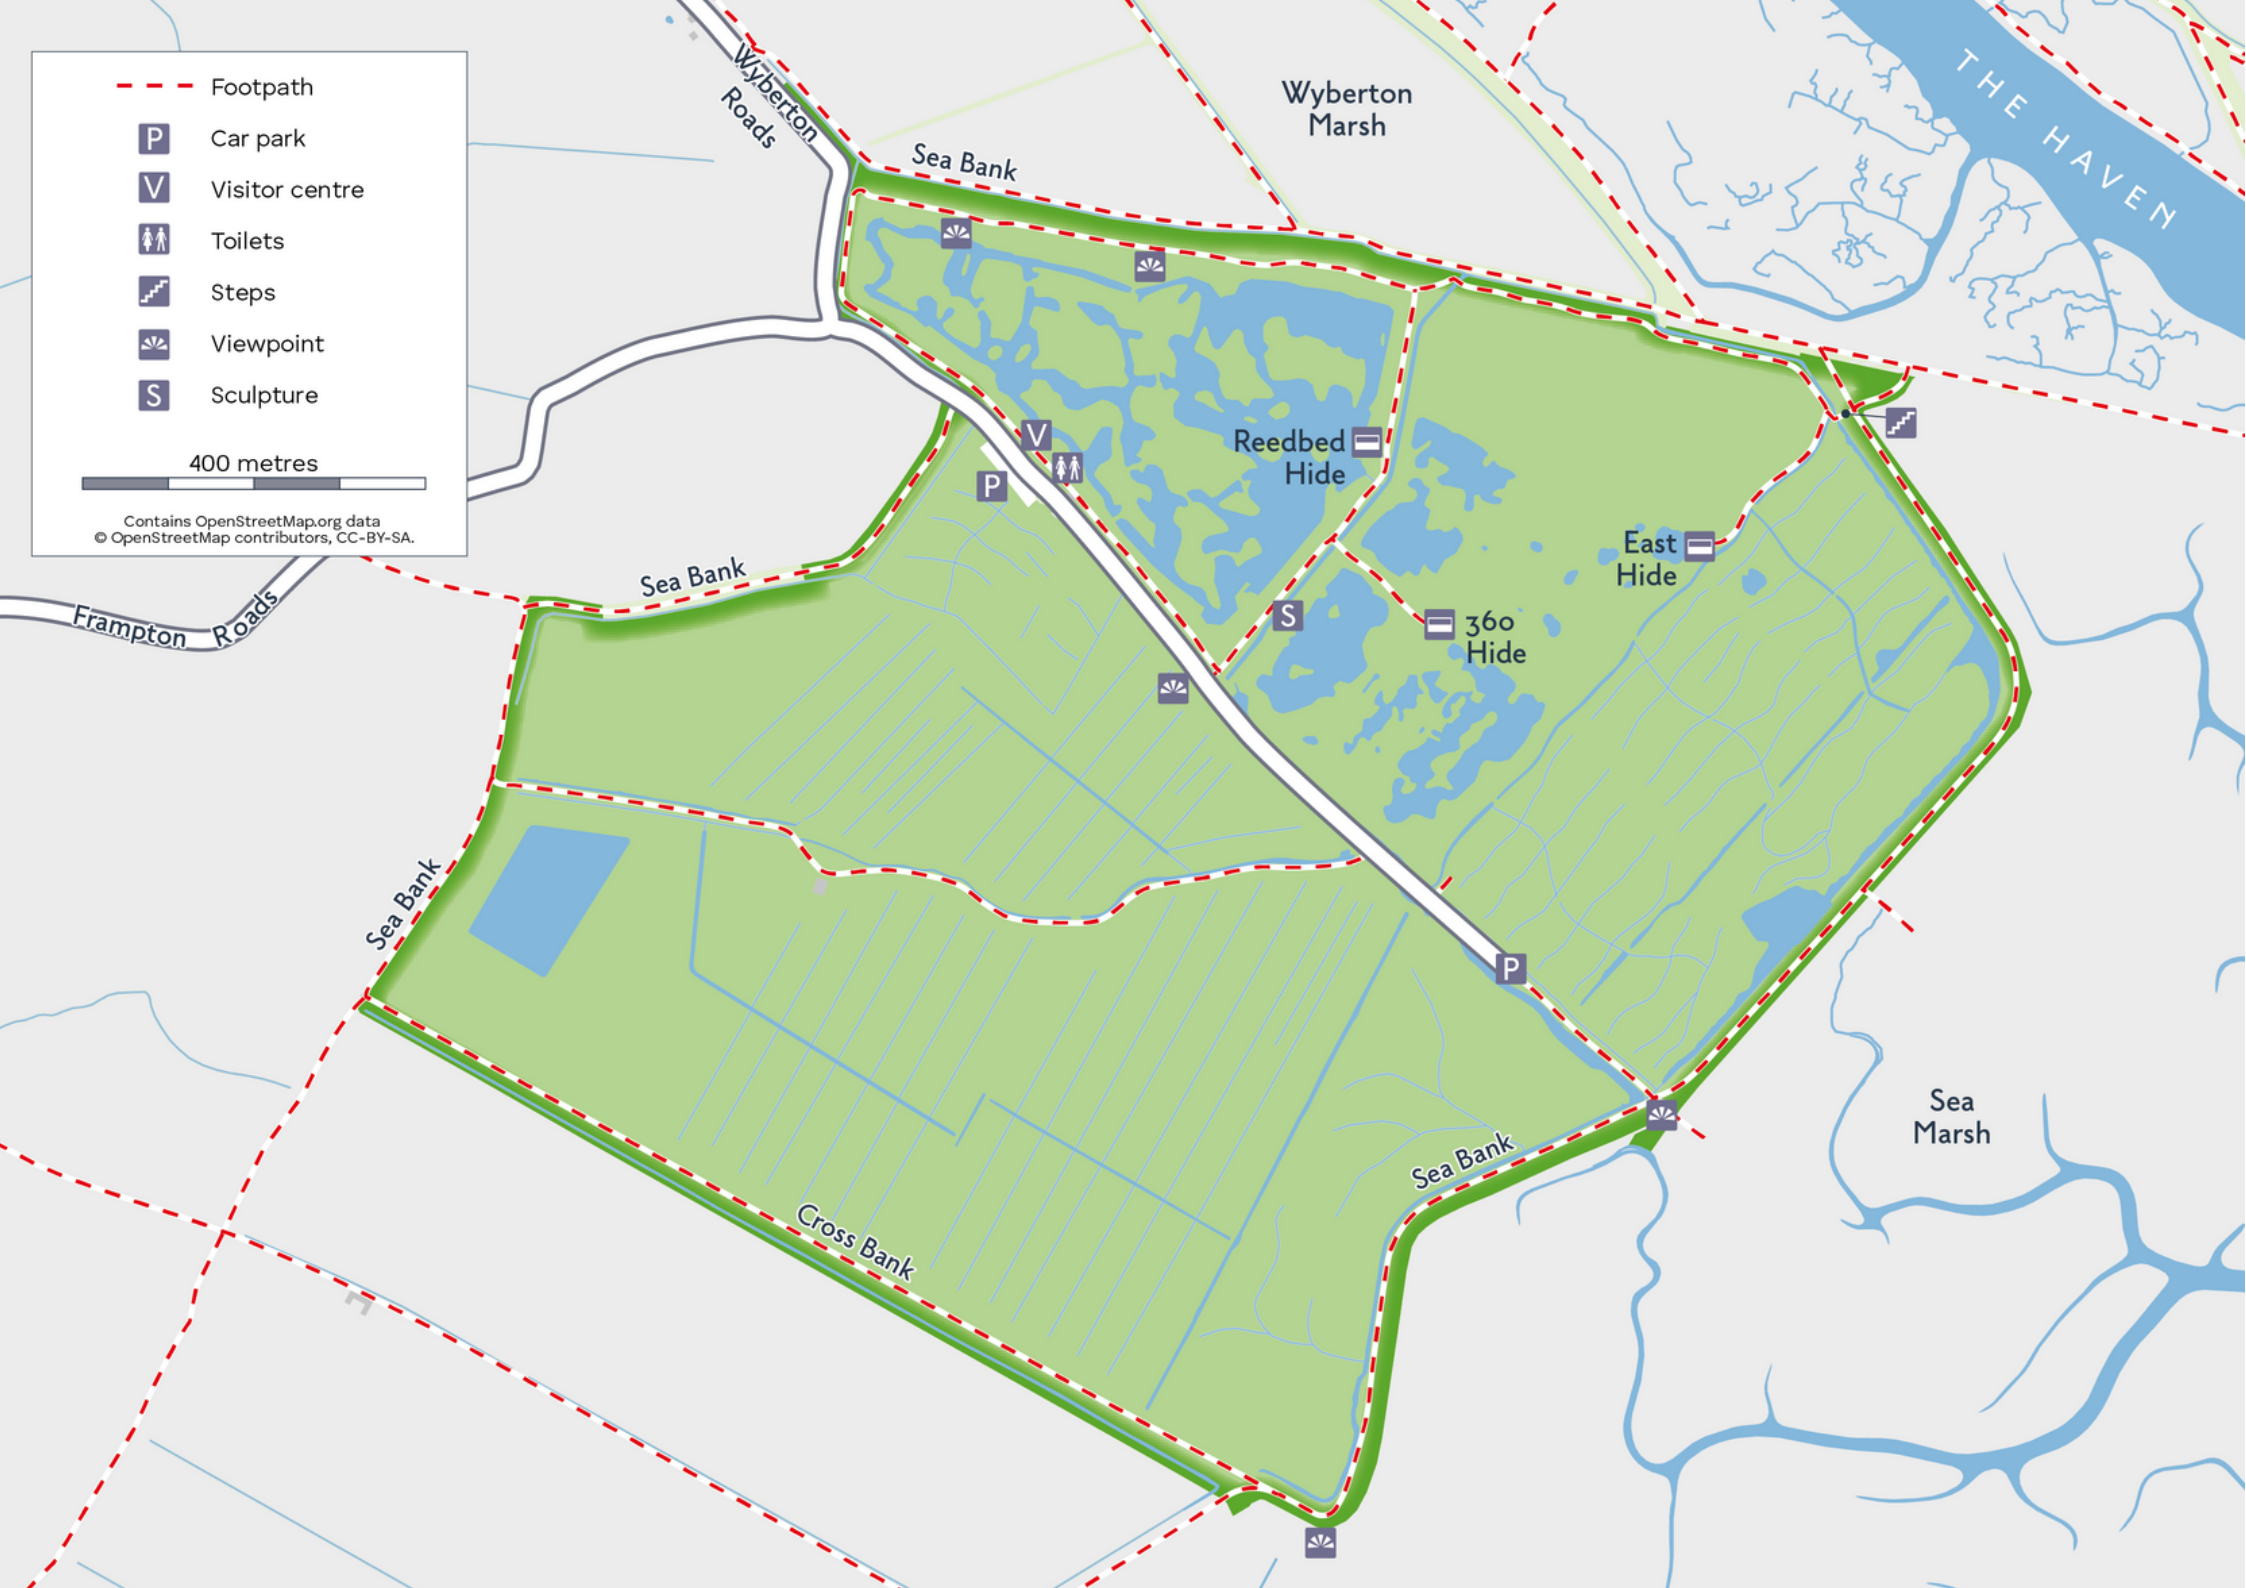 Footpath
P
Car park
V
Visitor centre
Toilets
Steps
Viewpoint
S
Sculpture
400 metres
Contains OpenStreetMap.org data
© OpenStreetMap contributors, CC-BY-SA.
Wyberton
Roads
Sea Bank
Wyberton
Marsh
THE HAVEN
V
P
Reedbed
Hide
East
Hide
S
360
Hide
Sea Bank
Frampton Roads
Sea Bank
P
Sea
Marsh
Sea Bank
Cross Bank